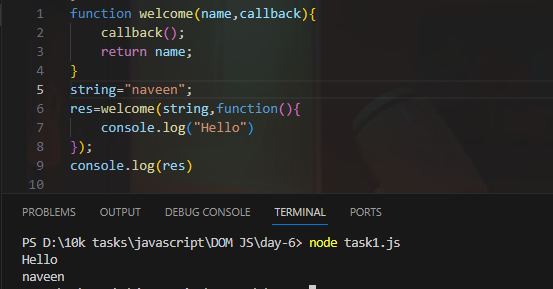 1 function welcome(name,callback){
2 callback();
3 return name;
4 }
5 string="naveen";
6 res=welcome(string,function(){
7 console.log("Hello")
8 });
9 console.log(res)
10
PROBLEMS OUTPUT DEBUG CONSOLE TERMINAL PORTS
PS D:\10k tasks\javascript\DOM JS\day-6> node task1.js
Hello
naveen